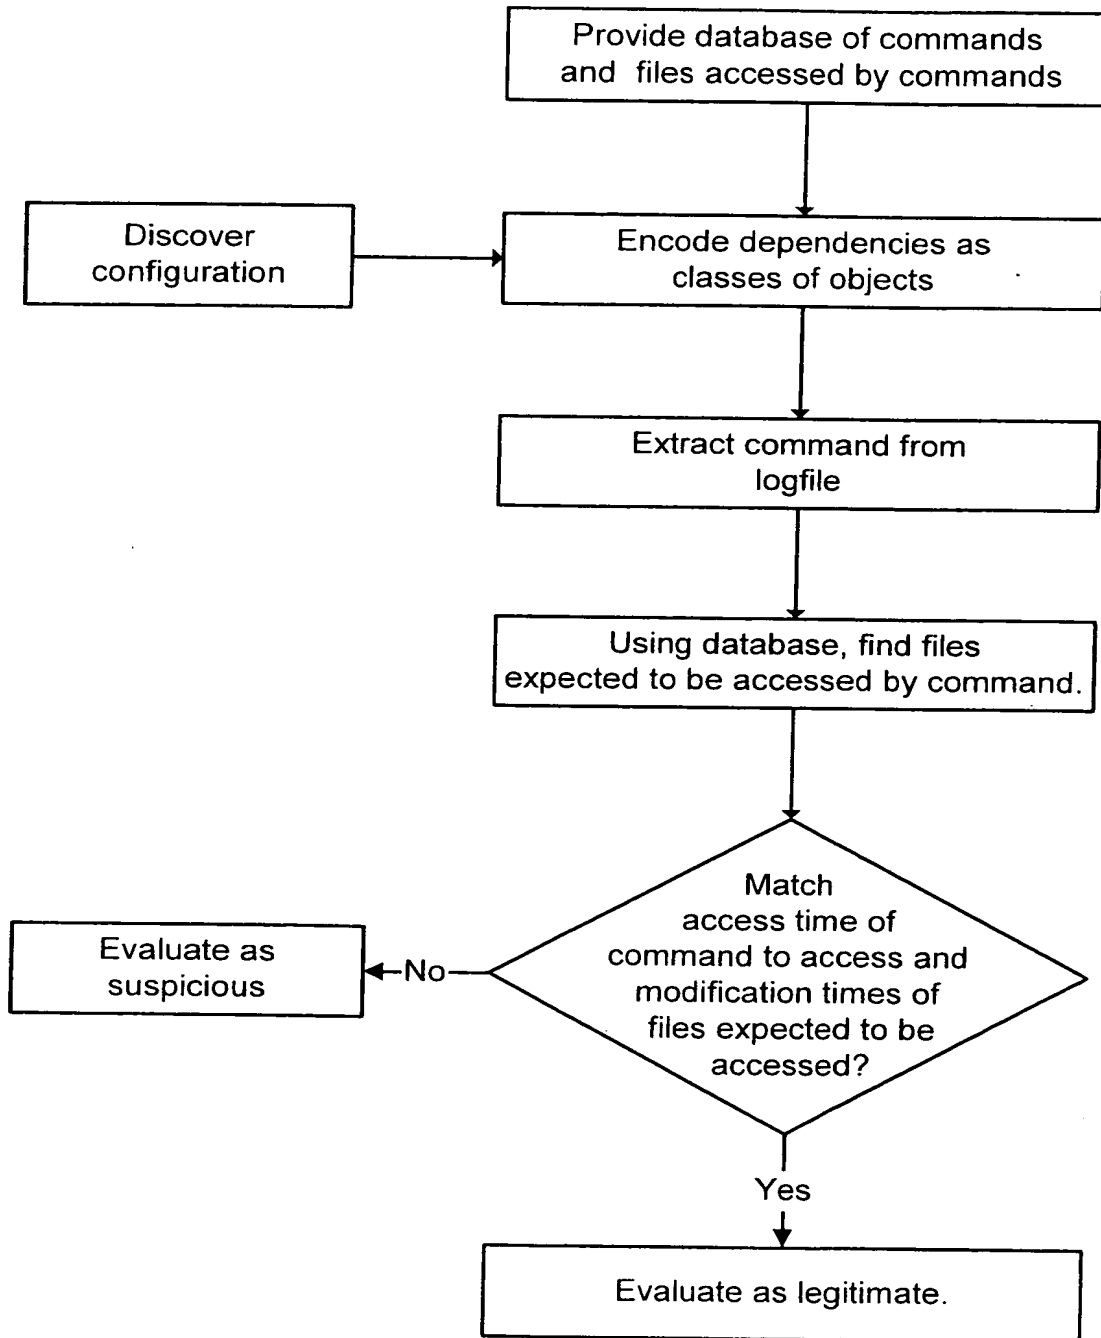 Provide database of commands
and files accessed by commands
Discover
configuration
Encode dependencies as
classes of objects
Extract command from
logfile
Using database, find files
expected to be accessed by command.
Match
access time of
command to access and
modification times of
files expected to be
accessed?
No
Evaluate as
suspicious
Yes
Evaluate as legitimate.